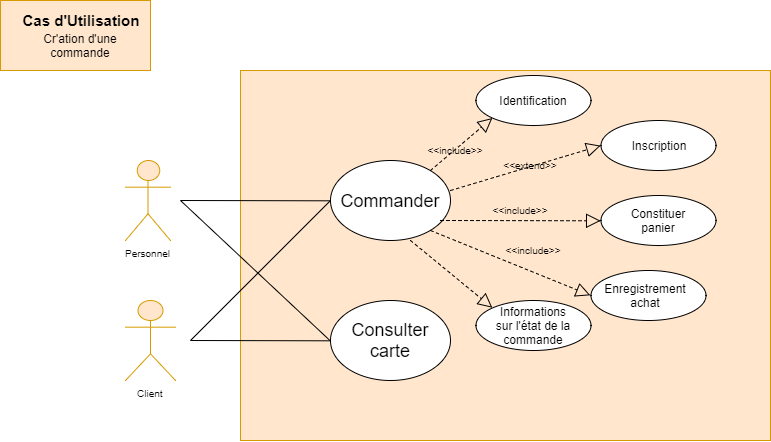 Cas d'Utilisation
Cr'ation d'une
commande
Identification
<<include>>
Inscription
<<extend>>
Commander
Personnel
<<include>>
Constituer
panier
<<include>>
Enregistrement
achat
Informations
sur l'état de la
commande
Consulter
carte
Client